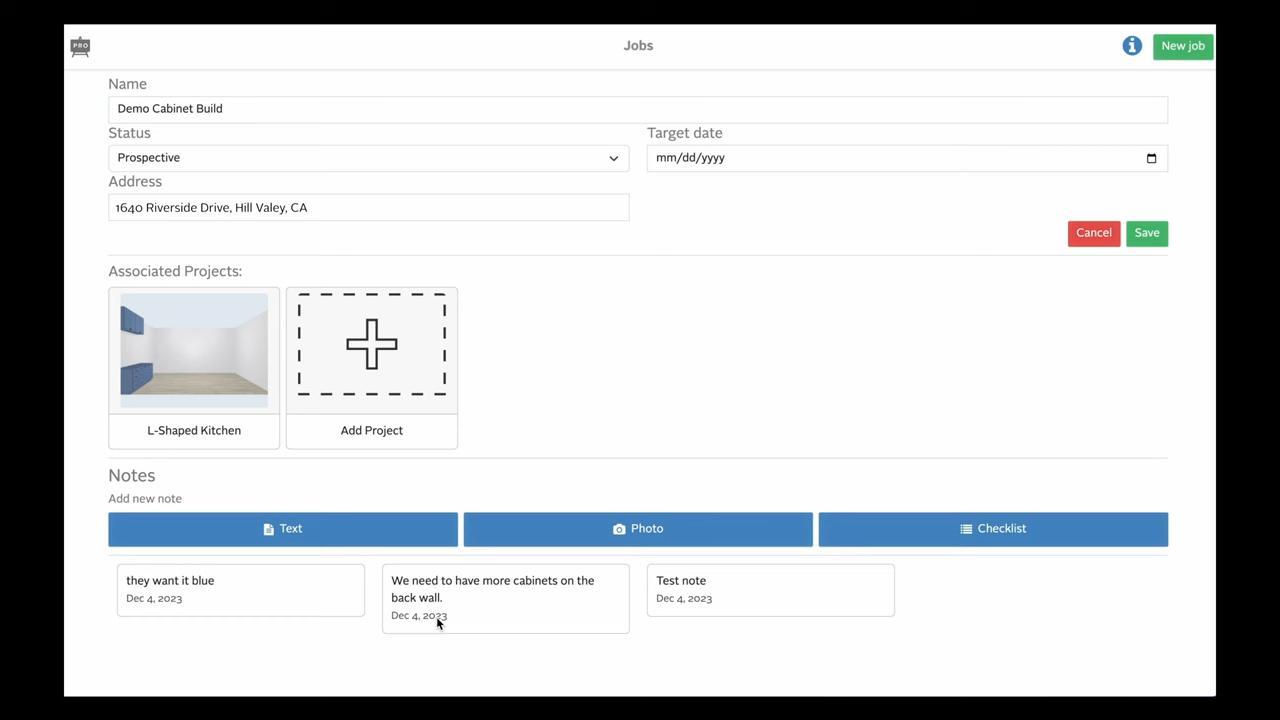 PRO
Jobs
New job
Name
Demo Cabinet Build
Status
Target date
Prospective
mm/dd/yyyy
Address
1640 Riverside Drive, Hill Valey, CA
Cancel
Save
Associated Projects:
L-Shaped Kitchen
Add Project
Notes
Add new note
Text
Photo
Checklist
they want it blue
Dec 4, 2023
We need to have more cabinets on the
back wall.
Dec 4, 2023
Test note
Dec 4, 2023